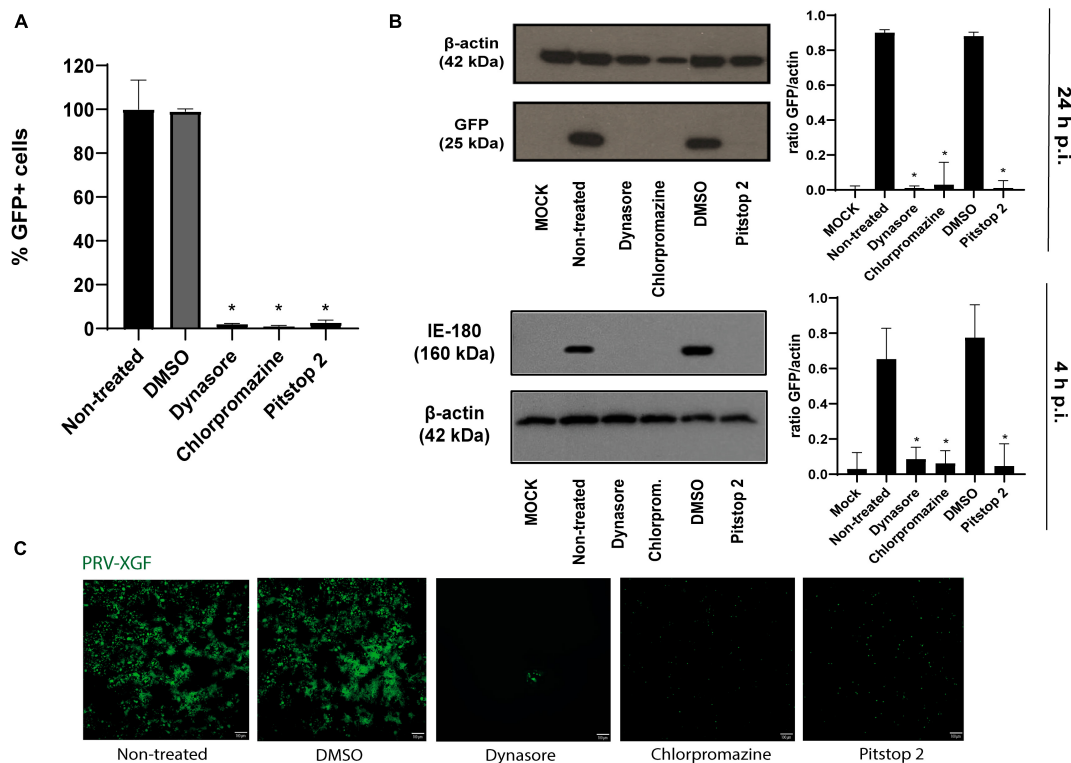 A
% GFP+ cells
120
100
80
60
40
20
0
Non-treated
DMSO
Dynasore
Chlorpromazine
Pitstop 2
*
*
*
B
β-actin
(42 kDa)
GFP
(25 kDa)
MOCK
Non-treated
Dynasore
Chlorpromazine
DMSO
Pitstop 2
ratio GFP/actin
1.0
0.8
0.6
0.4
0.2
0.0
MOCK
Non-treated
Dynasore
Chlorpromazine
DMSO
Pitstop 2
*
*
*
24 h p.i.
IE-180
(160 kDa)
β-actin
(42 kDa)
MOCK
Non-treated
Dynasore
Chlorprom.
DMSO
Pitstop 2
ratio GFP/actin
1.0
0.8
0.6
0.4
0.2
0.0
Mock
Non-treated
Dynasore
Chlorpromazine
DMSO
Pitstop 2
*
*
*
4 h p.i.
C
PRV-XGF
Non-treated
DMSO
Dynasore
Chlorpromazine
Pitstop 2